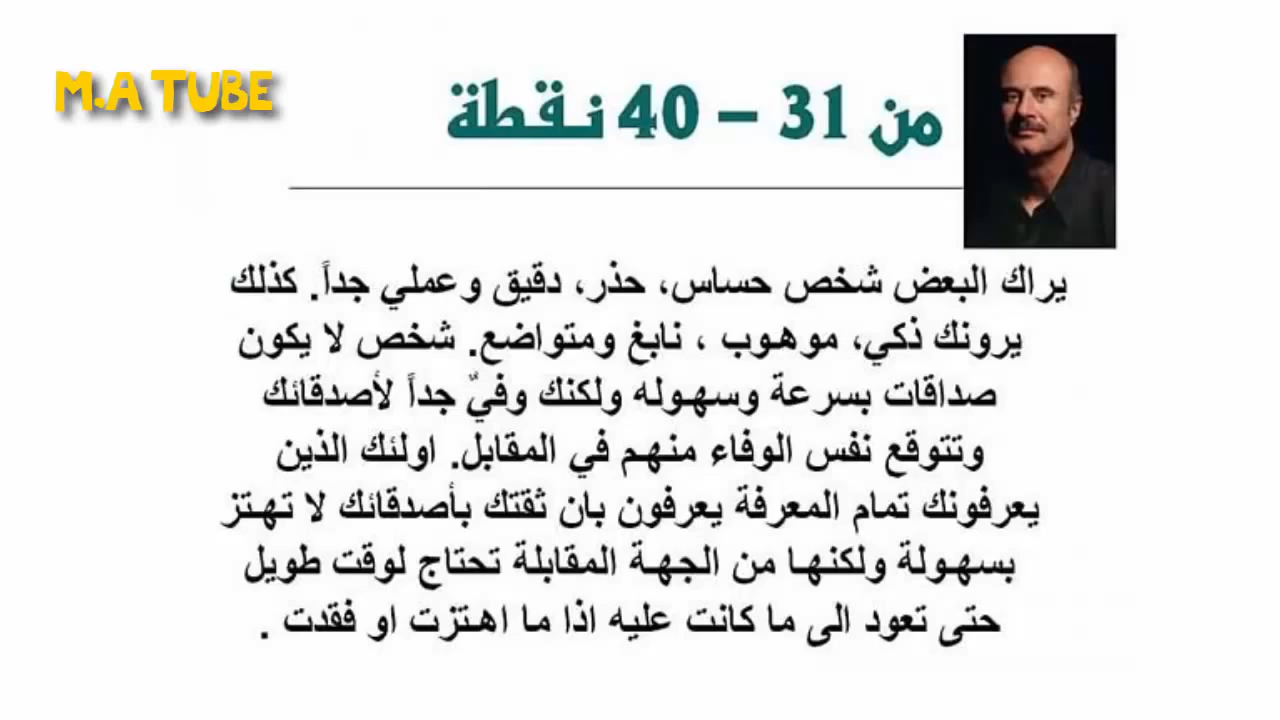 M.A TUBE
من 31 – 40 نقطة
يراك البعض شخص حساس، حذر، دقيق وعملي جداً. كذلك
يرونك ذكي، موهوب ، نابغ ومتواضع. شخص لا يكون
صداقات بسرعة وسهوله ولكنك وفيٌ جداً لأصدقائك
وتتوقع نفس الوفاء منهم في المقابل. اولئك الذين
يعرفونك تمام المعرفة يعرفون بان ثقتك بأصدقائك لا تهتز
بسهولة ولكنها من الجهة المقابلة تحتاج لوقت طويل
حتى تعود الى ما كانت عليه اذا ما اهتزت او فقدت .